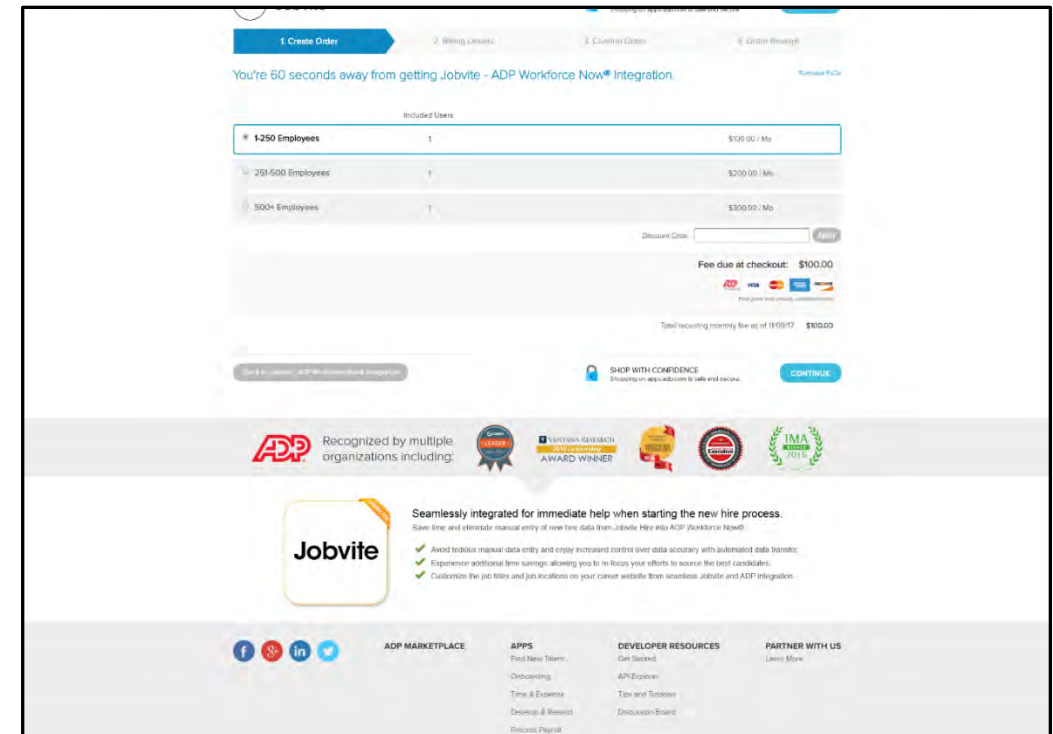 1. Create Order
2. Billing Details
3. Confirm Order
4. Order Receipt
You're 60 seconds away from getting Jobvite - ADP Workforce Now® Integration.
Purchase FAQs
Included Users
1-250 Employees 1 $100.00 / Mo
251-500 Employees 1 $200.00 / Mo
500+ Employees 1 $300.00 / Mo
Discount Code: Apply
Fee due at checkout: $100.00
ADP VISA
Total recurring monthly fee as of 11/09/17 $100.00
SHOP WITH CONFIDENCE
Shopping on apps.adp.com is safe and secure.
CONTINUE
ADP
Recognized by multiple organizations including:
LEADER
VENTANA RESEARCH
AWARD WINNER
Executive
IMA
2015
Jobvite
Seamlessly integrated for immediate help when starting the new hire process.
Save time and eliminate manual entry of new hire data from Jobvite Hire into ADP Workforce Now®.
Avoid tedious manual data entry and enjoy increased control over data accuracy with automated data transfer.
Experience additional time savings allowing you to re-focus your efforts to source the best candidates.
Customize the job titles and job locations on your career website from seamless Jobvite and ADP integration.
ADP MARKETPLACE
APPS
Find New Talent
Onboarding
Time & Expense
Develop & Reward
Process Payroll
DEVELOPER RESOURCES
Get Started
API Explorer
Tips and Tutorials
Discussion Board
PARTNER WITH US
Learn More